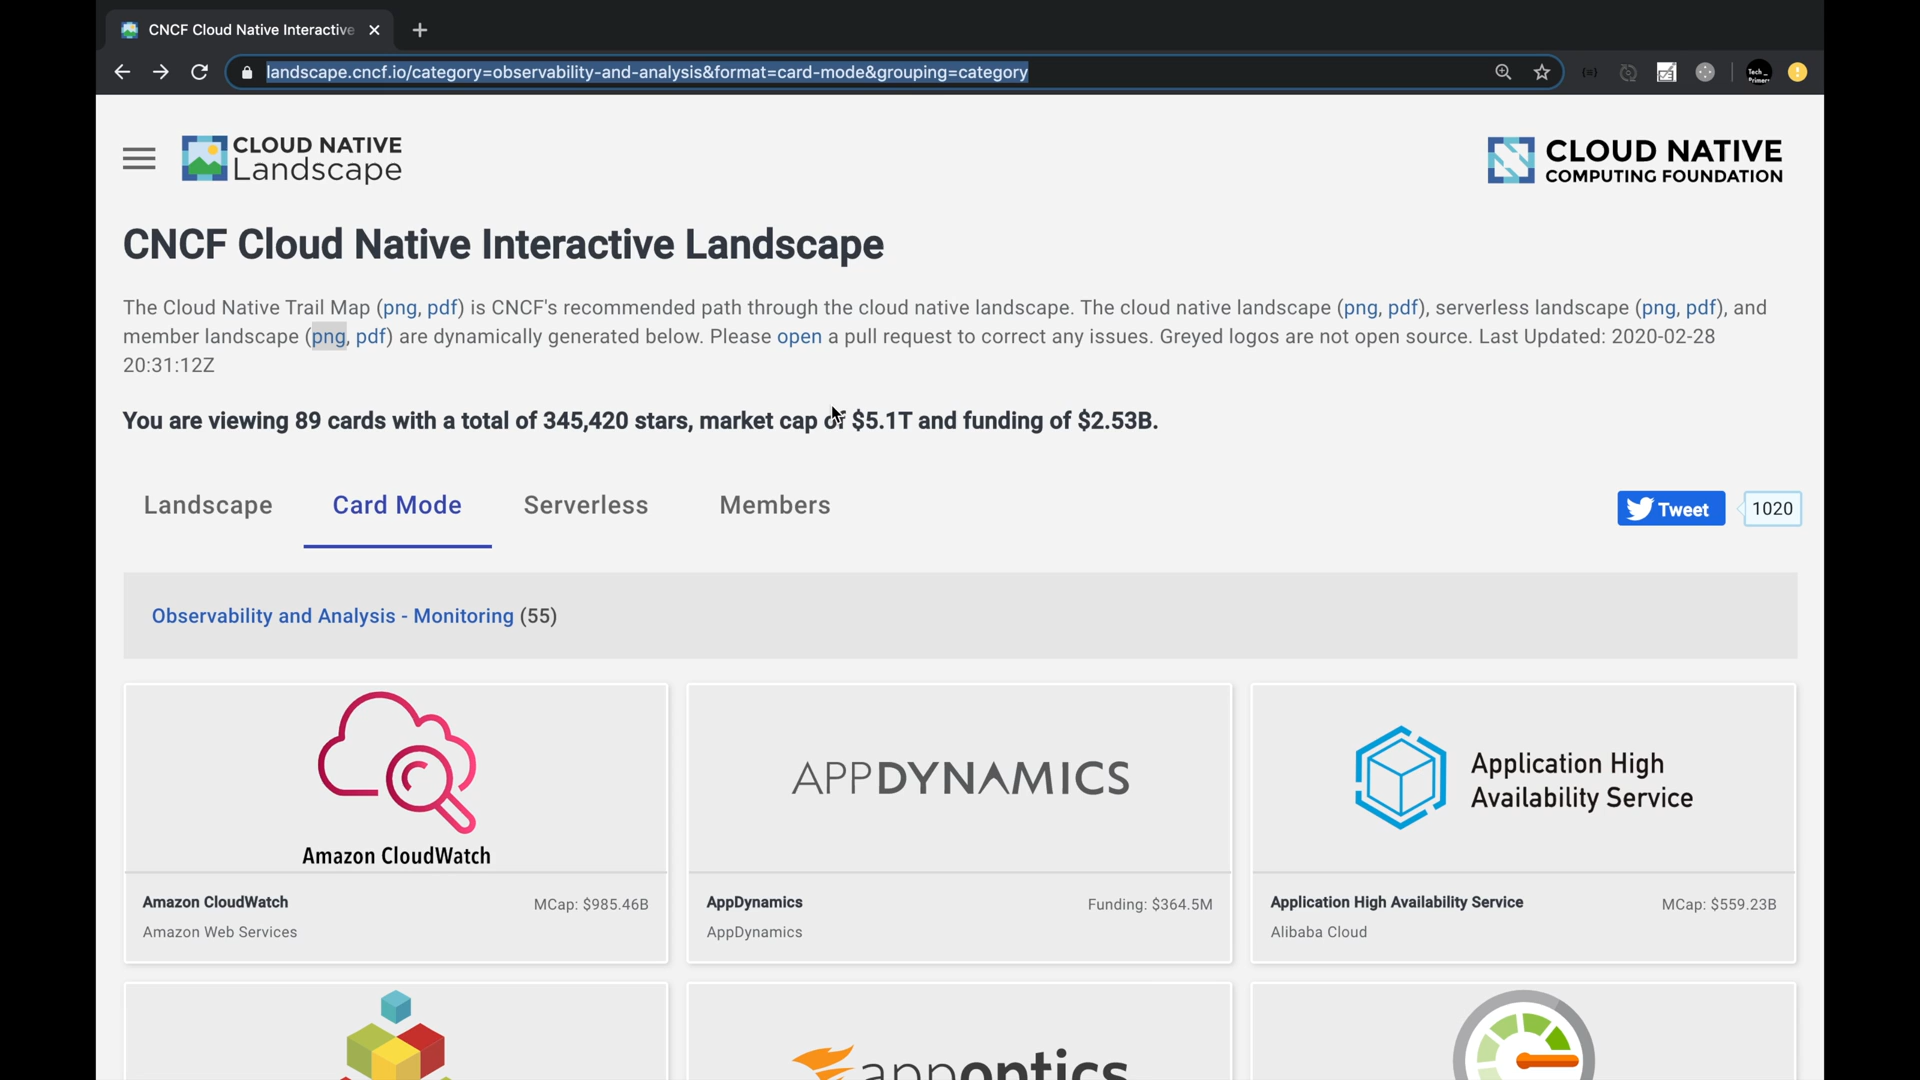 CNCF Cloud Native Interactive
landscape.cncf.io/category=observability-and-analysis&format=card-mode&grouping=category
Tech_
Primers
CLOUD NATIVE
Landscape
CLOUD NATIVE
COMPUTING FOUNDATION
CNCF Cloud Native Interactive Landscape
The Cloud Native Trail Map (png, pdf) is CNCF's recommended path through the cloud native landscape. The cloud native landscape (png, pdf), serverless landscape (png, pdf), and
member landscape (png, pdf) are dynamically generated below. Please open a pull request to correct any issues. Greyed logos are not open source. Last Updated: 2020-02-28
20:31:12Z
You are viewing 89 cards with a total of 345,420 stars, market cap of $5.1T and funding of $2.53B.
Landscape Card Mode Serverless Members
Tweet 1020
Observability and Analysis - Monitoring (55)
Amazon CloudWatch
APPDYNAMICS
Application High
Availability Service
Amazon CloudWatch MCap: $985.46B
Amazon Web Services
AppDynamics Funding: $364.5M
AppDynamics
Application High Availability Service MCap: $559.23B
Alibaba Cloud
appoptics